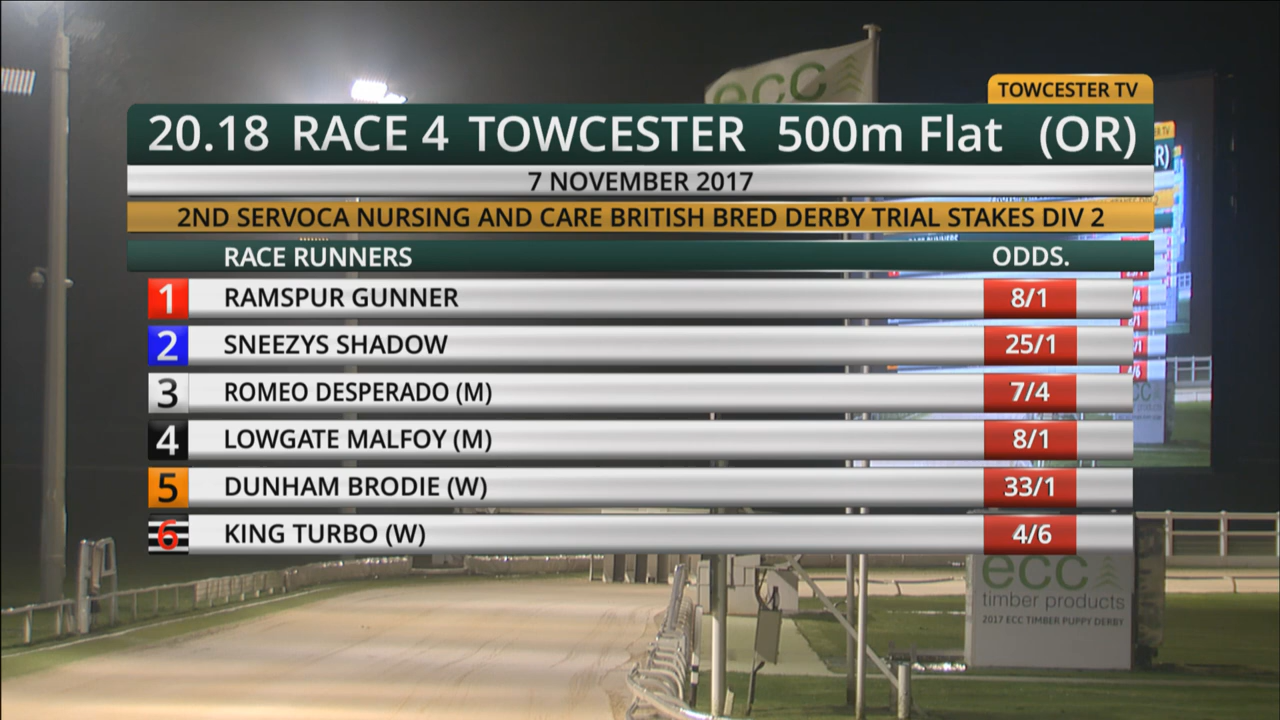 ecc
TOWCESTER TV
20.18 RACE 4 TOWCESTER 500m Flat (OR)
7 NOVEMBER 2017
2ND SERVOCA NURSING AND CARE BRITISH BRED DERBY TRIAL STAKES DIV 2
RACE RUNNERS ODDS.
1 RAMSPUR GUNNER 8/1
2 SNEEZYS SHADOW 25/1
3 ROMEO DESPERADO (M) 7/4
4 LOWGATE MALFOY (M) 8/1
5 DUNHAM BRODIE (W) 33/1
6 KING TURBO (W) 4/6
ecc
timber products
2017 ECC TIMBER PUPPY DERBY